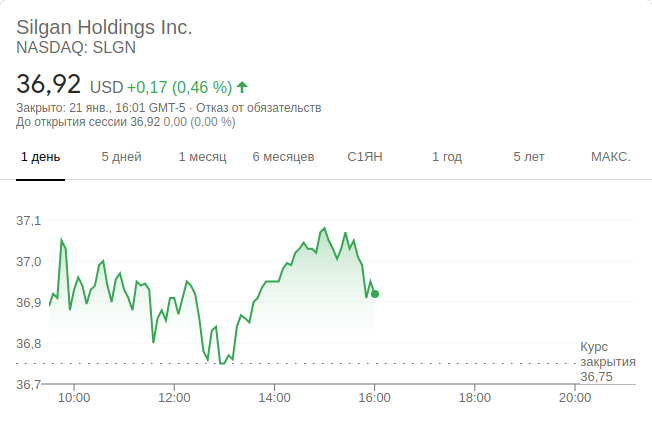 Silgan Holdings Inc.
NASDAQ: SLGN
36,92 USD +0,17 (0,46 %)
Закрыто: 21 янв., 16:01 GMT-5 · Отказ от обязательств
До открытия сессии 36,92 0,00 (0,00 %)
1 день 5 дней 1 месяц 6 месяцев С1ЯН 1 год 5 лет МАКС.
37,1
37,0
36,9
36,8
36,7
Курс
закрытия
36,75
10:00 12:00 14:00 16:00 18:00 20:00